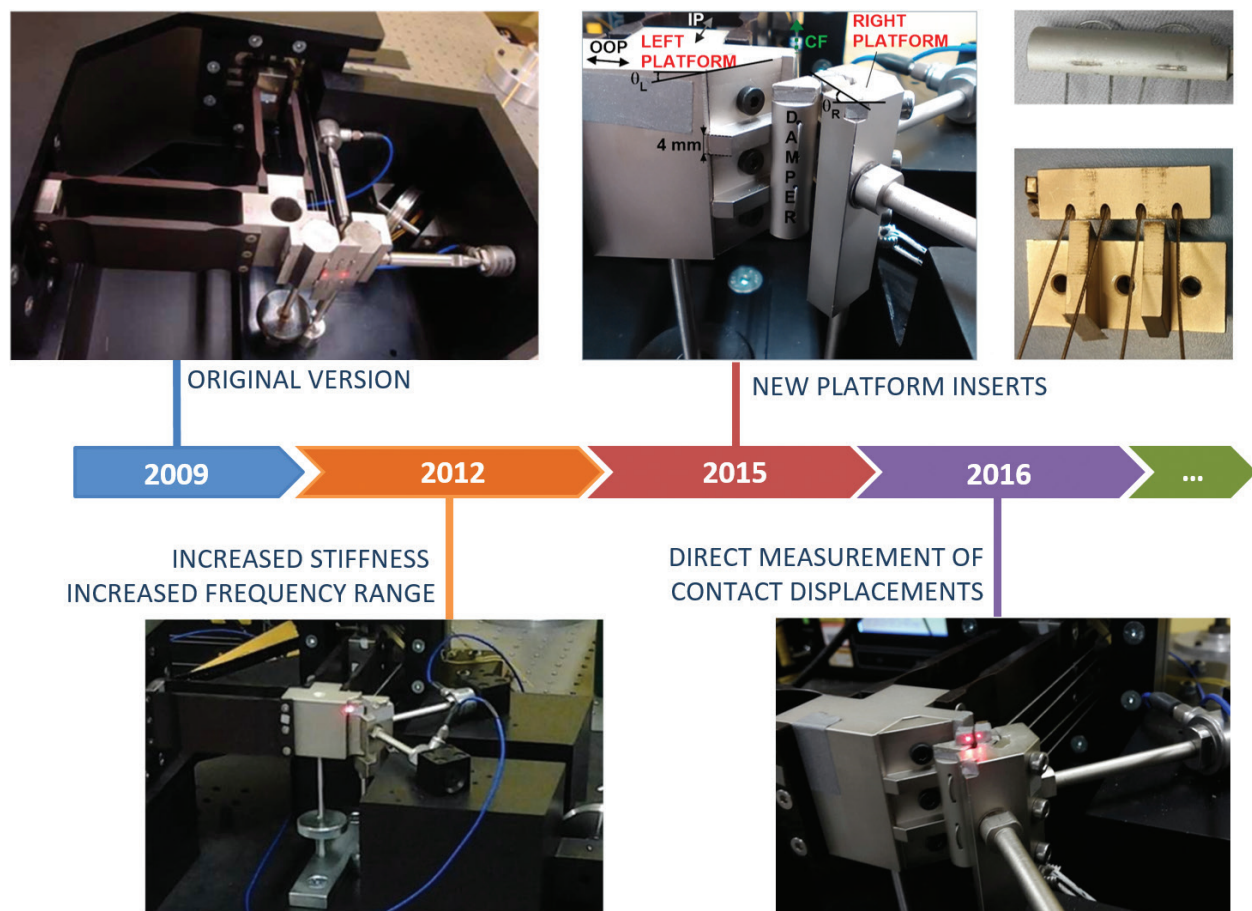 IP
OOP
LEFT
PLATFORM
CF
RIGHT
PLATFORM
θL
θR
4 mm
DAMPER
ORIGINAL VERSION
NEW PLATFORM INSERTS
2009
2012
2015
2016
...
INCREASED STIFFNESS
INCREASED FREQUENCY RANGE
DIRECT MEASUREMENT OF
CONTACT DISPLACEMENTS